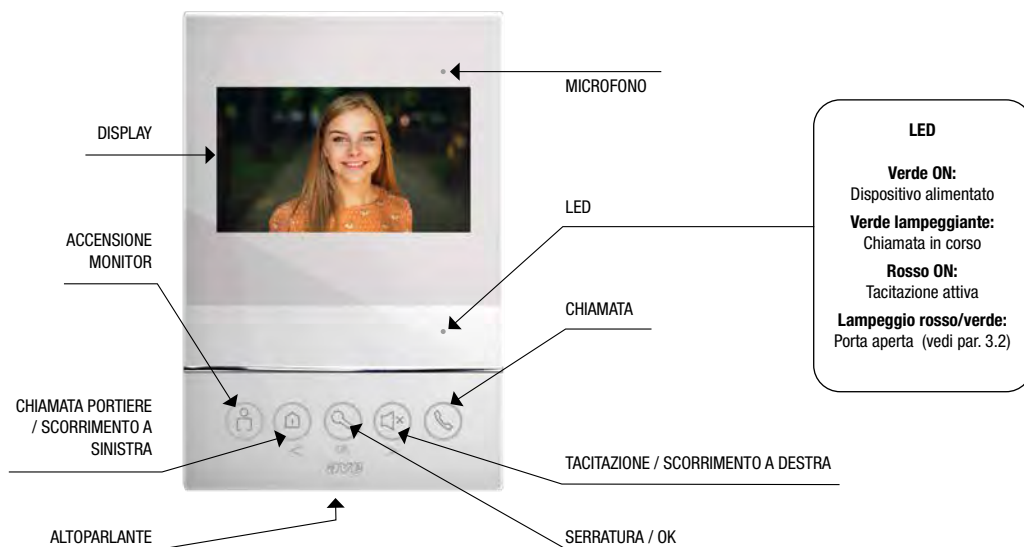 MICROFONO
DISPLAY
LED
Verde ON:
Dispositivo alimentato
Verde lampeggiante:
Chiamata in corso
Rosso ON:
Tacitazione attiva
Lampeggio rosso/verde:
Porta aperta (vedi par. 3.2)
LED
ACCENSIONE
MONITOR
CHIAMATA
CHIAMATA PORTIERE
/ SCORRIMENTO A
SINISTRA
< OK >
ave
TACITAZIONE / SCORRIMENTO A DESTRA
ALTOPARLANTE
SERRATURA / OK